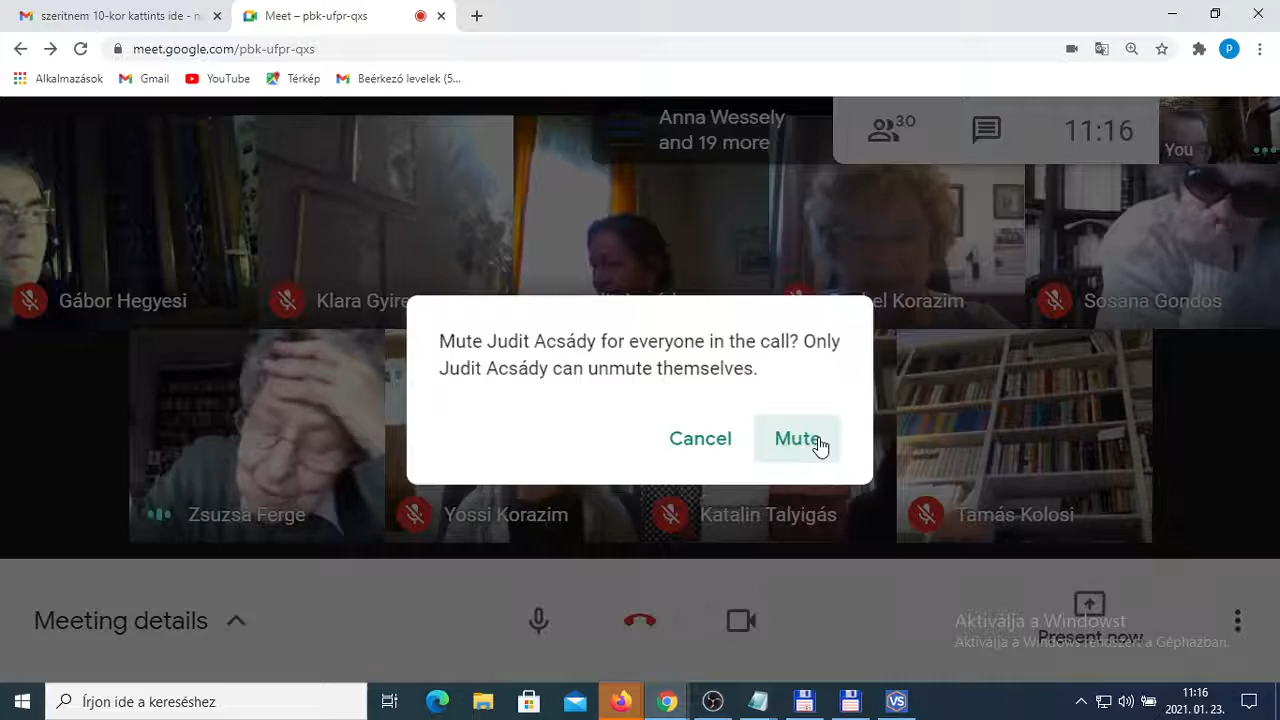 szeritnem 10-kor kattints ide - n
Meet – pbk-ufpr-qxs
meet.google.com/pbk-ufpr-qxs
P
Alkalmazások
Gmail
YouTube
Térkép
Beérkező levelek (5...
Anna Wessely
and 19 more
30
11:16
You
Gábor Hegyesi
Klara Gyire
Korazim
Sosana Gondos
Mute Judit Acsády for everyone in the call? Only
Judit Acsády can unmute themselves.
Cancel
Mute
Zsuzsa Ferge
Yossi Korazim
Katalin Talyigás
Tamás Kolosi
Meeting details
Present now
Aktiválja a Windowst
Aktiválja a Windows rendszert a Gépházban.
Írjon ide a kereséshez
VS
11:16
2021. 01. 23.